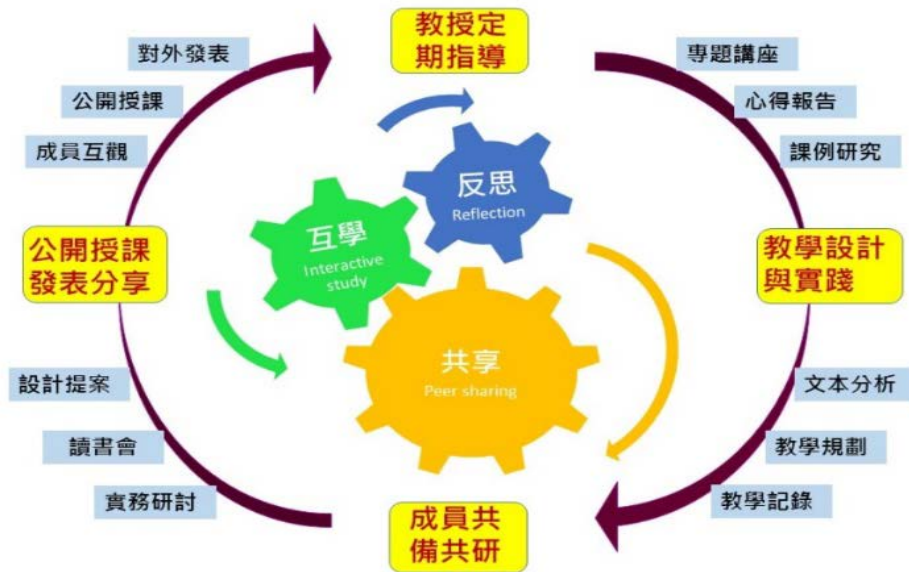 教授定
期指導
對外發表
公開授課
成員互觀
專題講座
心得報告
課例研究
反思
Reflection
互學
Interactive
study
共享
Peer sharing
公開授課
發表分享
教學設計
與實踐
設計提案
讀書會
實務研討
文本分析
教學規劃
教學記錄
成員共
備共研